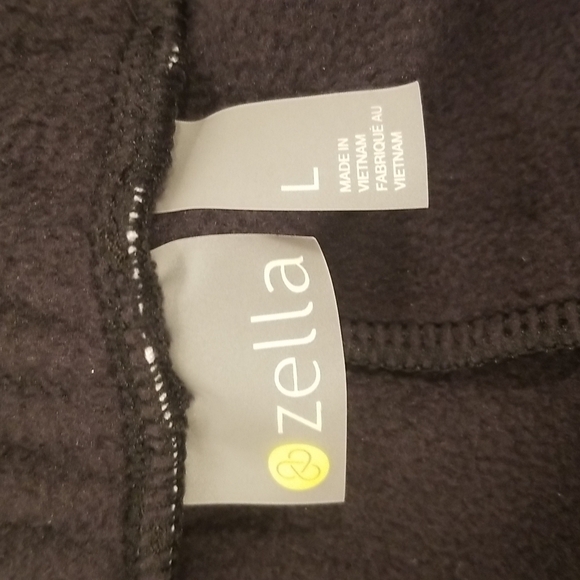 L
MADE IN
VIETNAM
FABRIQUÉ AU
VIETNAM
zella